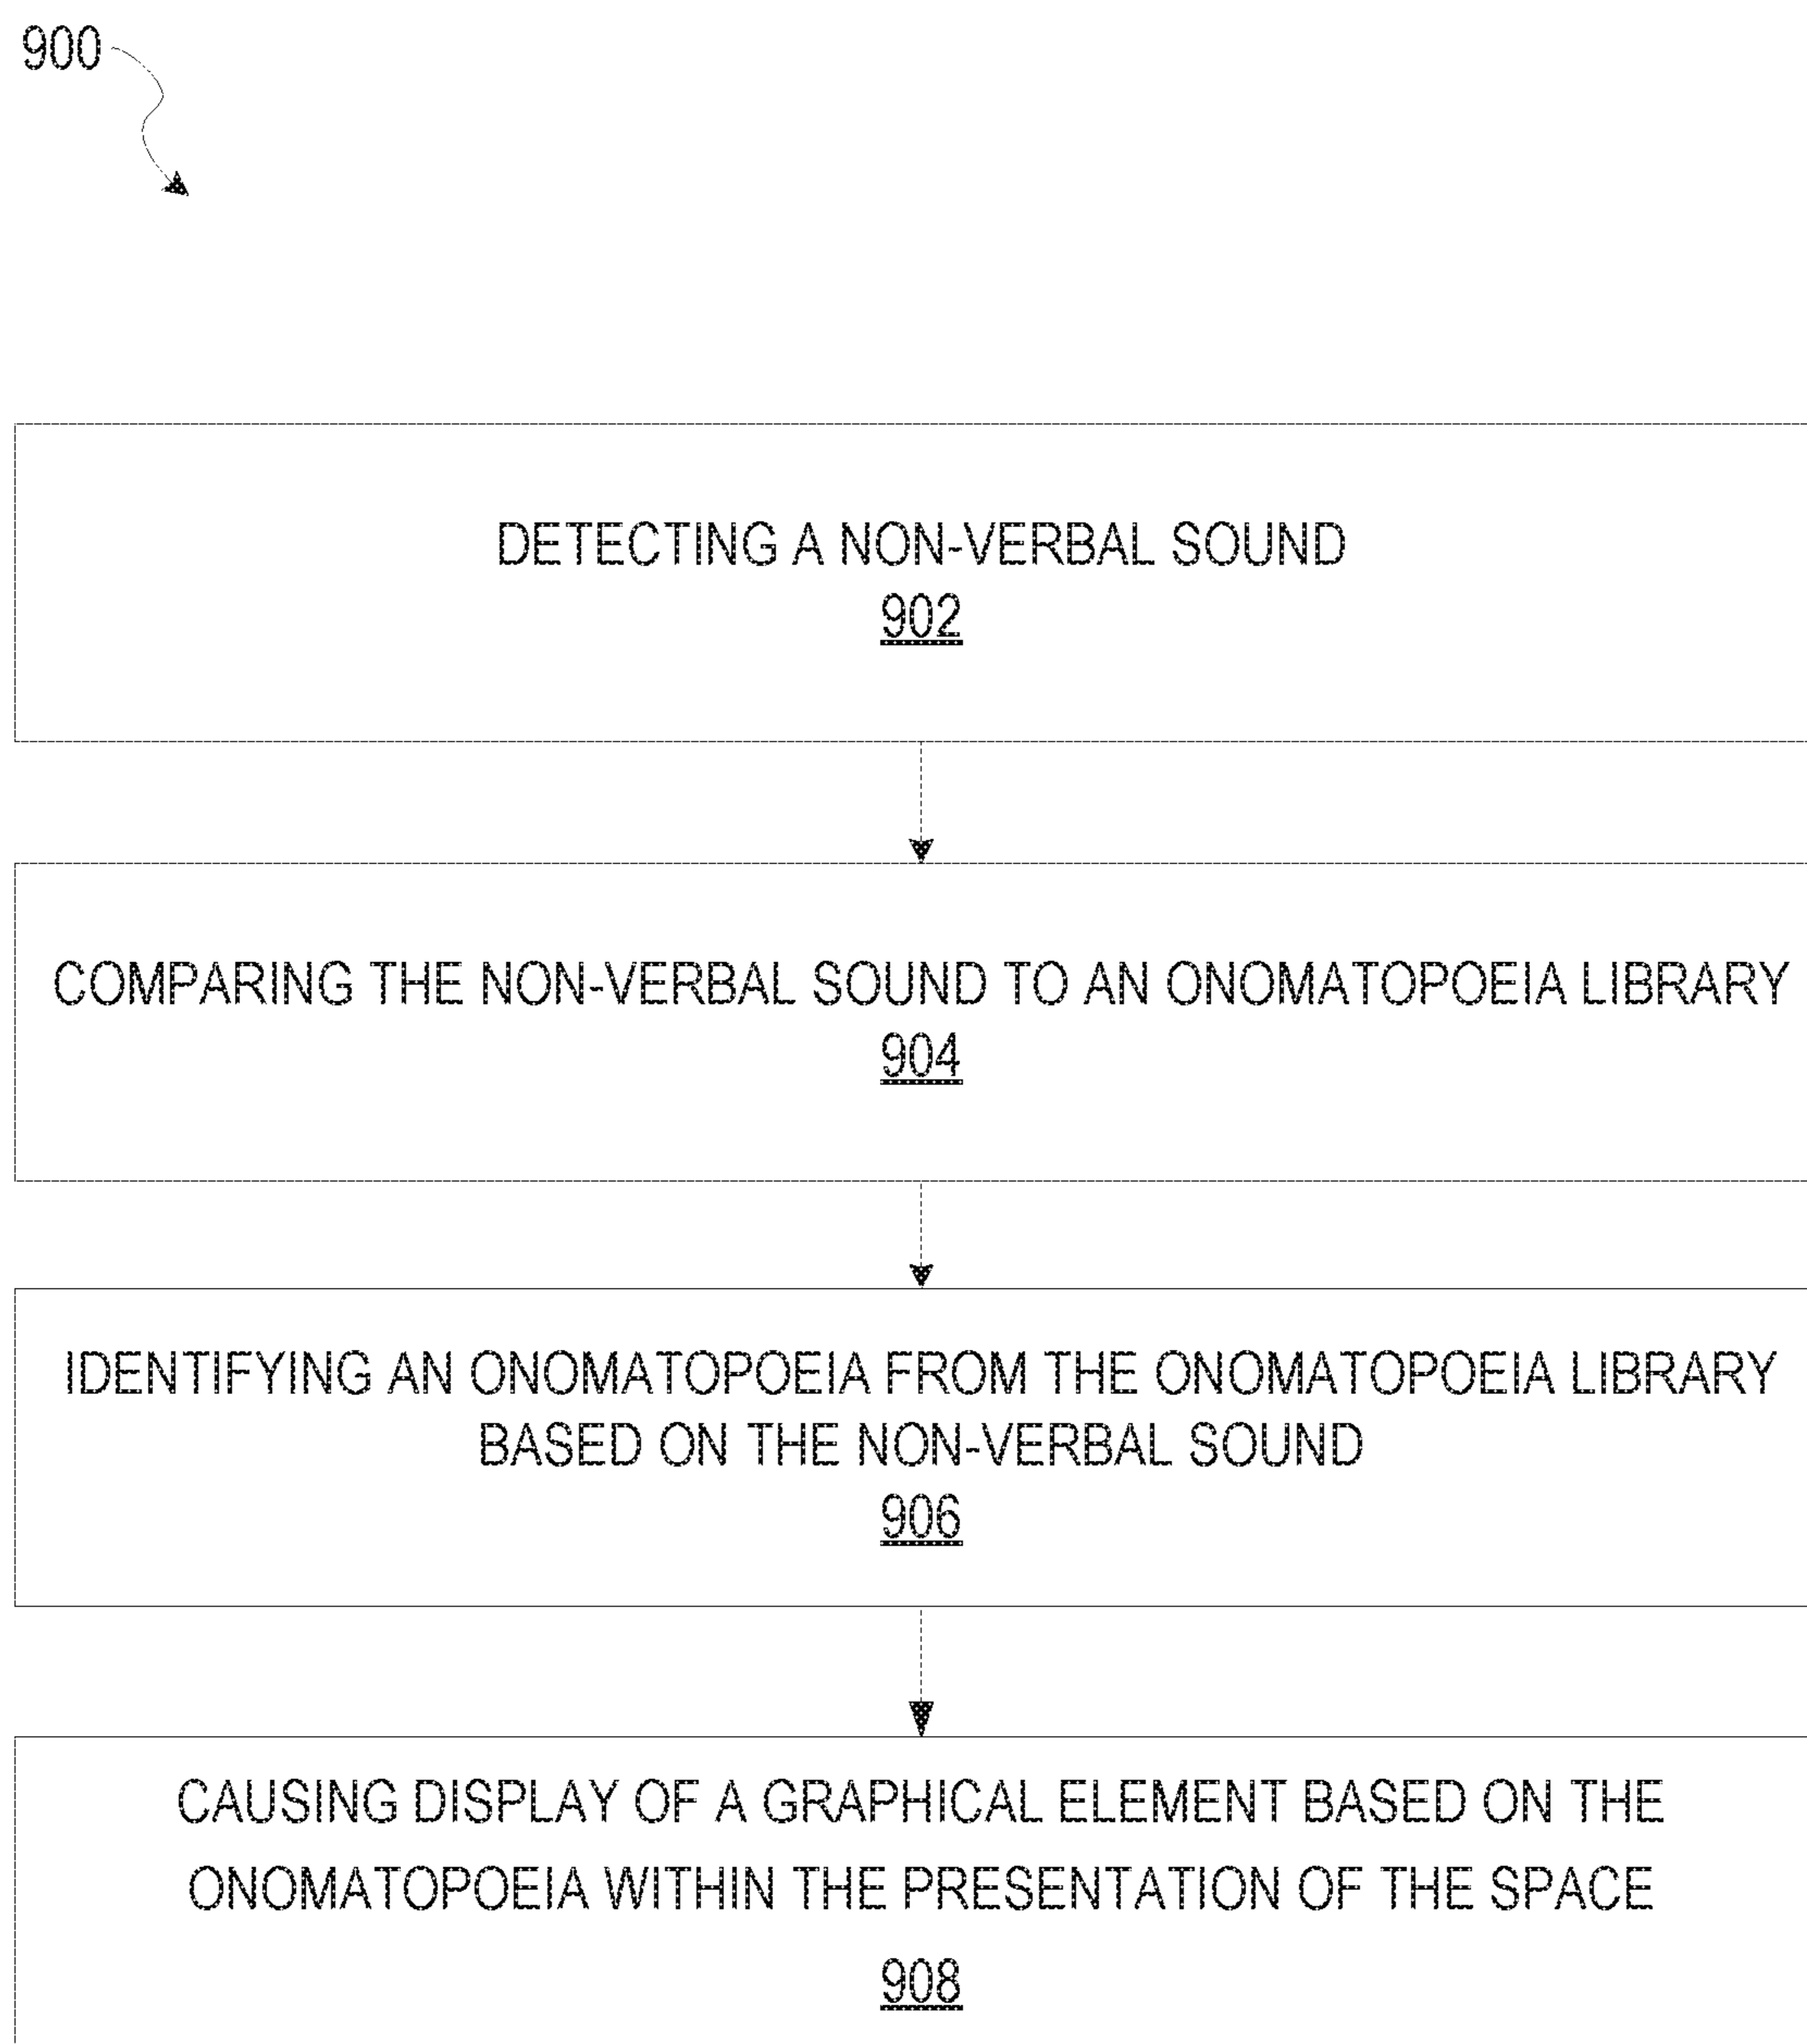 900
DETECTING A NON-VERBAL SOUND
902
COMPARING THE NON-VERBAL SOUND TO AN ONOMATOPOEIA LIBRARY
904
IDENTIFYING AN ONOMATOPOEIA FROM THE ONOMATOPOEIA LIBRARY
BASED ON THE NON-VERBAL SOUND
906
CAUSING DISPLAY OF A GRAPHICAL ELEMENT BASED ON THE
ONOMATOPOEIA WITHIN THE PRESENTATION OF THE SPACE
908